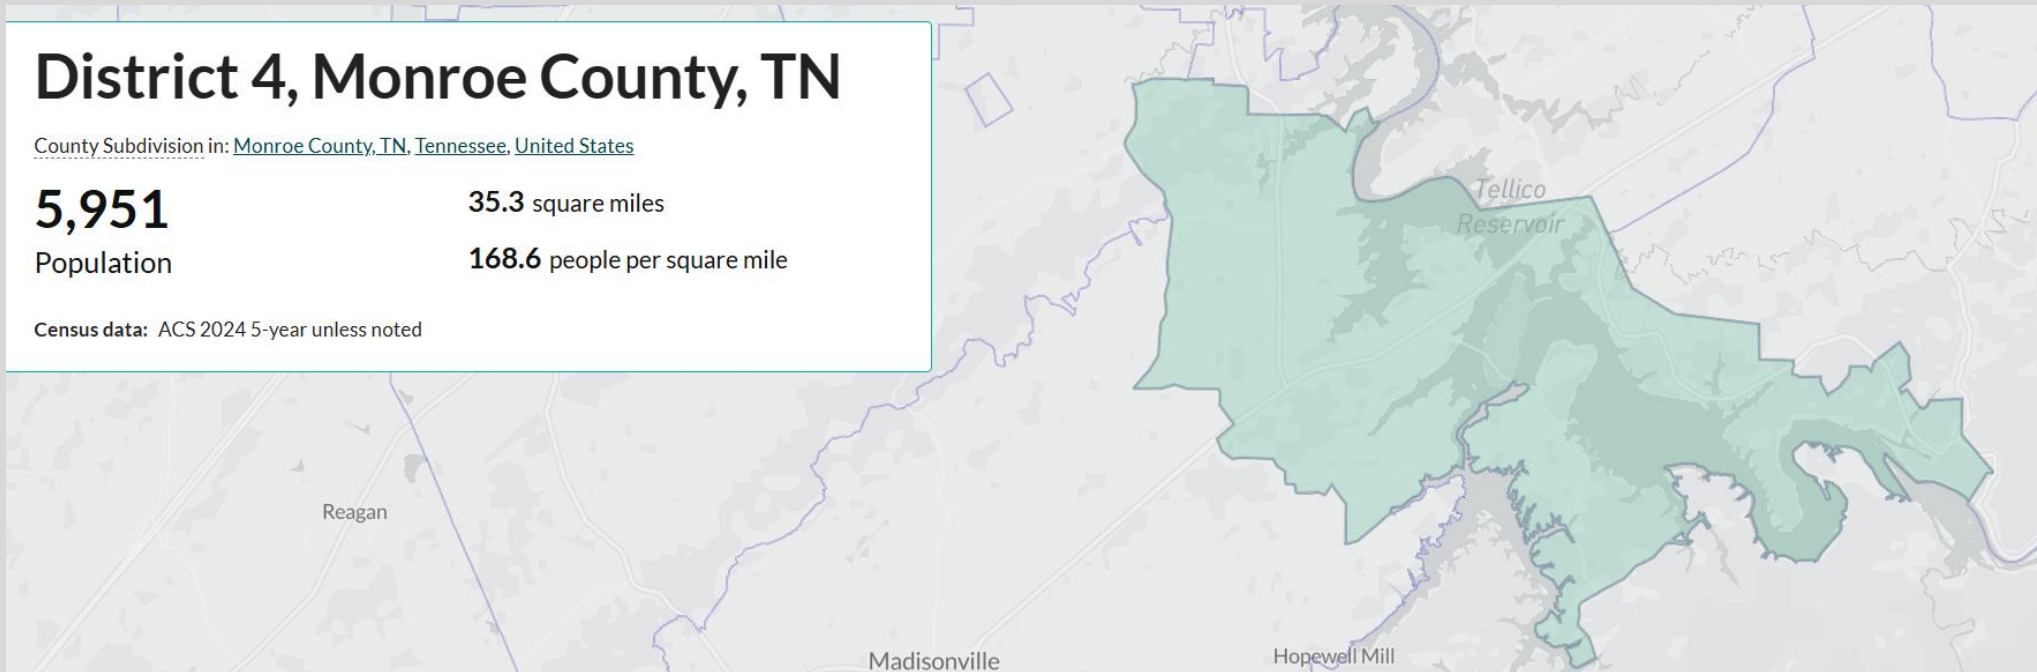 District 4, Monroe County, TN
County Subdivision in: Monroe County, TN, Tennessee, United States
5,951
Population
35.3 square miles
168.6 people per square mile
Census data: ACS 2024 5-year unless noted
Tellico
Reservoir
Reagan
Madisonville
Hopewell Mill